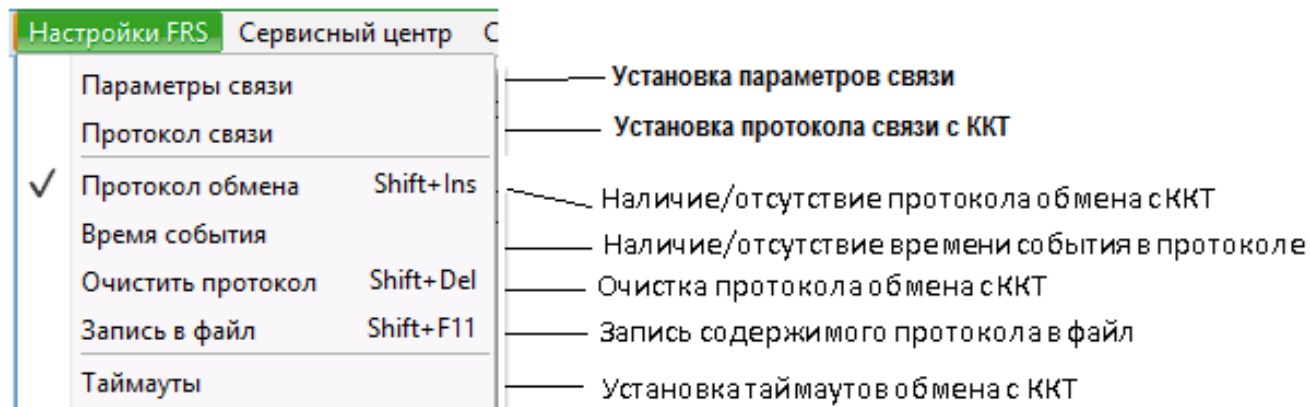 Настройки FRS Сервисный центр С
Параметры связи Установка параметров связи
Протокол связи Установка протокола связи с ККТ
Протокол обмена Shift+Ins Наличие/отсутствие протокола обмена с ККТ
Время события Наличие/отсутствие времени события в протоколе
Очистить протокол Shift+Del Очистка протокола обмена с ККТ
Запись в файл Shift+F11 Запись содержимого протокола в файл
Таймауты Установка таймаутов обмена с ККТ